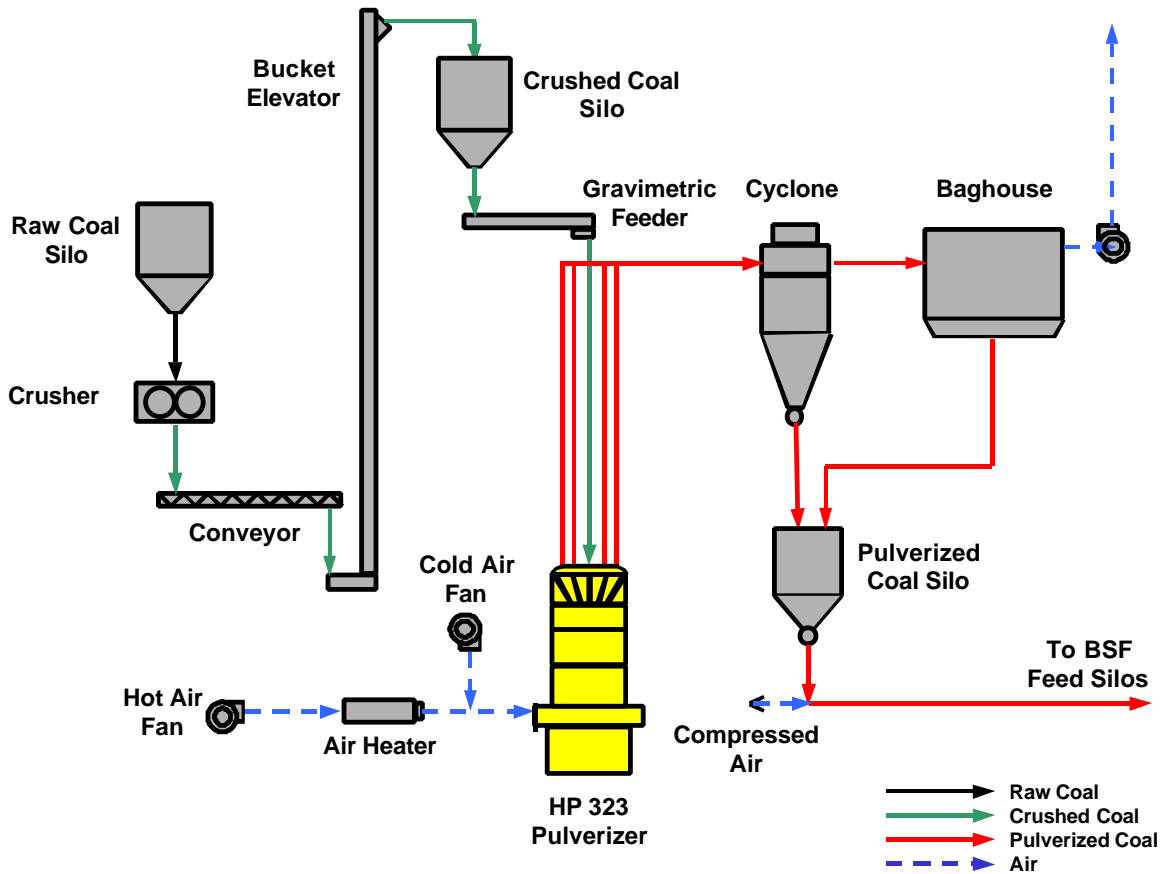 Bucket
Elevator
Crushed Coal
Silo
Gravimetric
Feeder
Cyclone
Baghouse
Raw Coal
Silo
Crusher
Conveyor
Cold Air
Fan
Pulverized
Coal Silo
To BSF
Feed Silos
Hot Air
Fan
Air Heater
Compressed
Air
HP 323
Pulverizer
Raw Coal
Crushed Coal
Pulverized Coal
Air